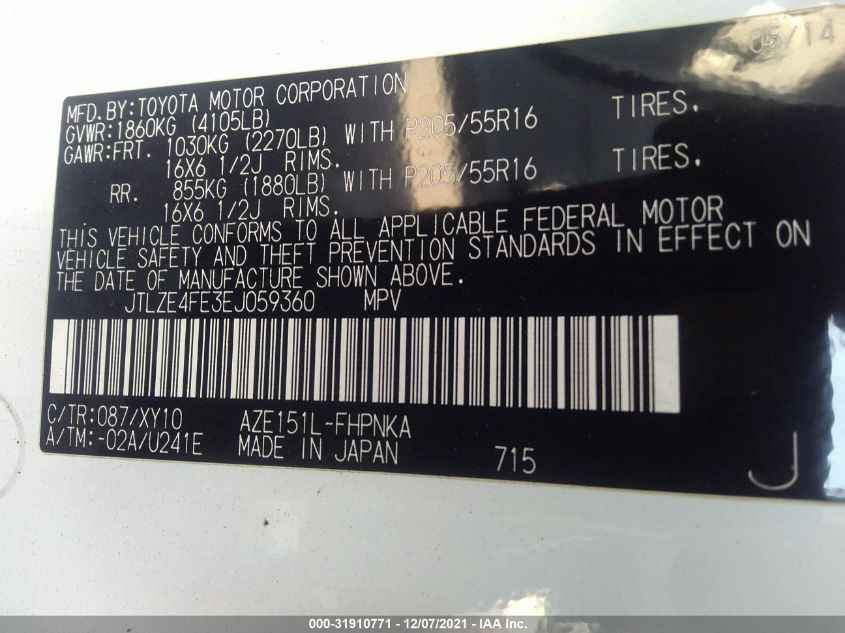 05/14
MFD.BY:TOYOTA MOTOR CORPORATION
GVWR:1860KG (4105LB)
GAWR:FRT. 1030KG (2270LB) WITH P205/55R16 TIRES.
16X6 1/2J RIMS.
RR. 855KG (1880LB) WITH P205/55R16 TIRES.
16X6 1/2J RIMS.
THIS VEHICLE CONFORMS TO ALL APPLICABLE FEDERAL MOTOR
VEHICLE SAFETY AND THEFT PREVENTION STANDARDS IN EFFECT ON
THE DATE OF MANUFACTURE SHOWN ABOVE.
JTLZE4FE3EJ059360 MPV
C/TR:087/XY10 AZE151L-FHPNKA
A/TM:-02A/U241E MADE IN JAPAN 715 J
000-31910771 - 12/07/2021 - IAA Inc.